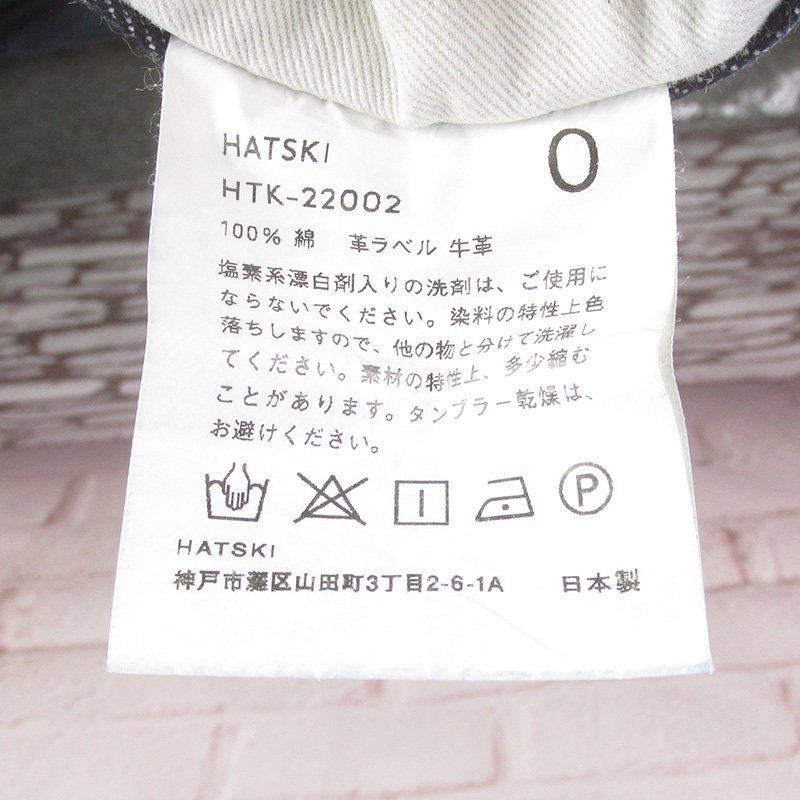 HATSKI 0
HTK-22002
100% 綿 革ラベル 牛革
塩素系漂白剤入りの洗剤は、ご使用に
ならないでください。染料の特性上色
落ちしますので、他の物と分けて洗濯し
てください。素材の特性上、多少縮む
ことがあります。タンブラー乾燥は、
お避けください。
P
HATSKI
神戸市灘区山田町3丁目2-6-1A 日本製